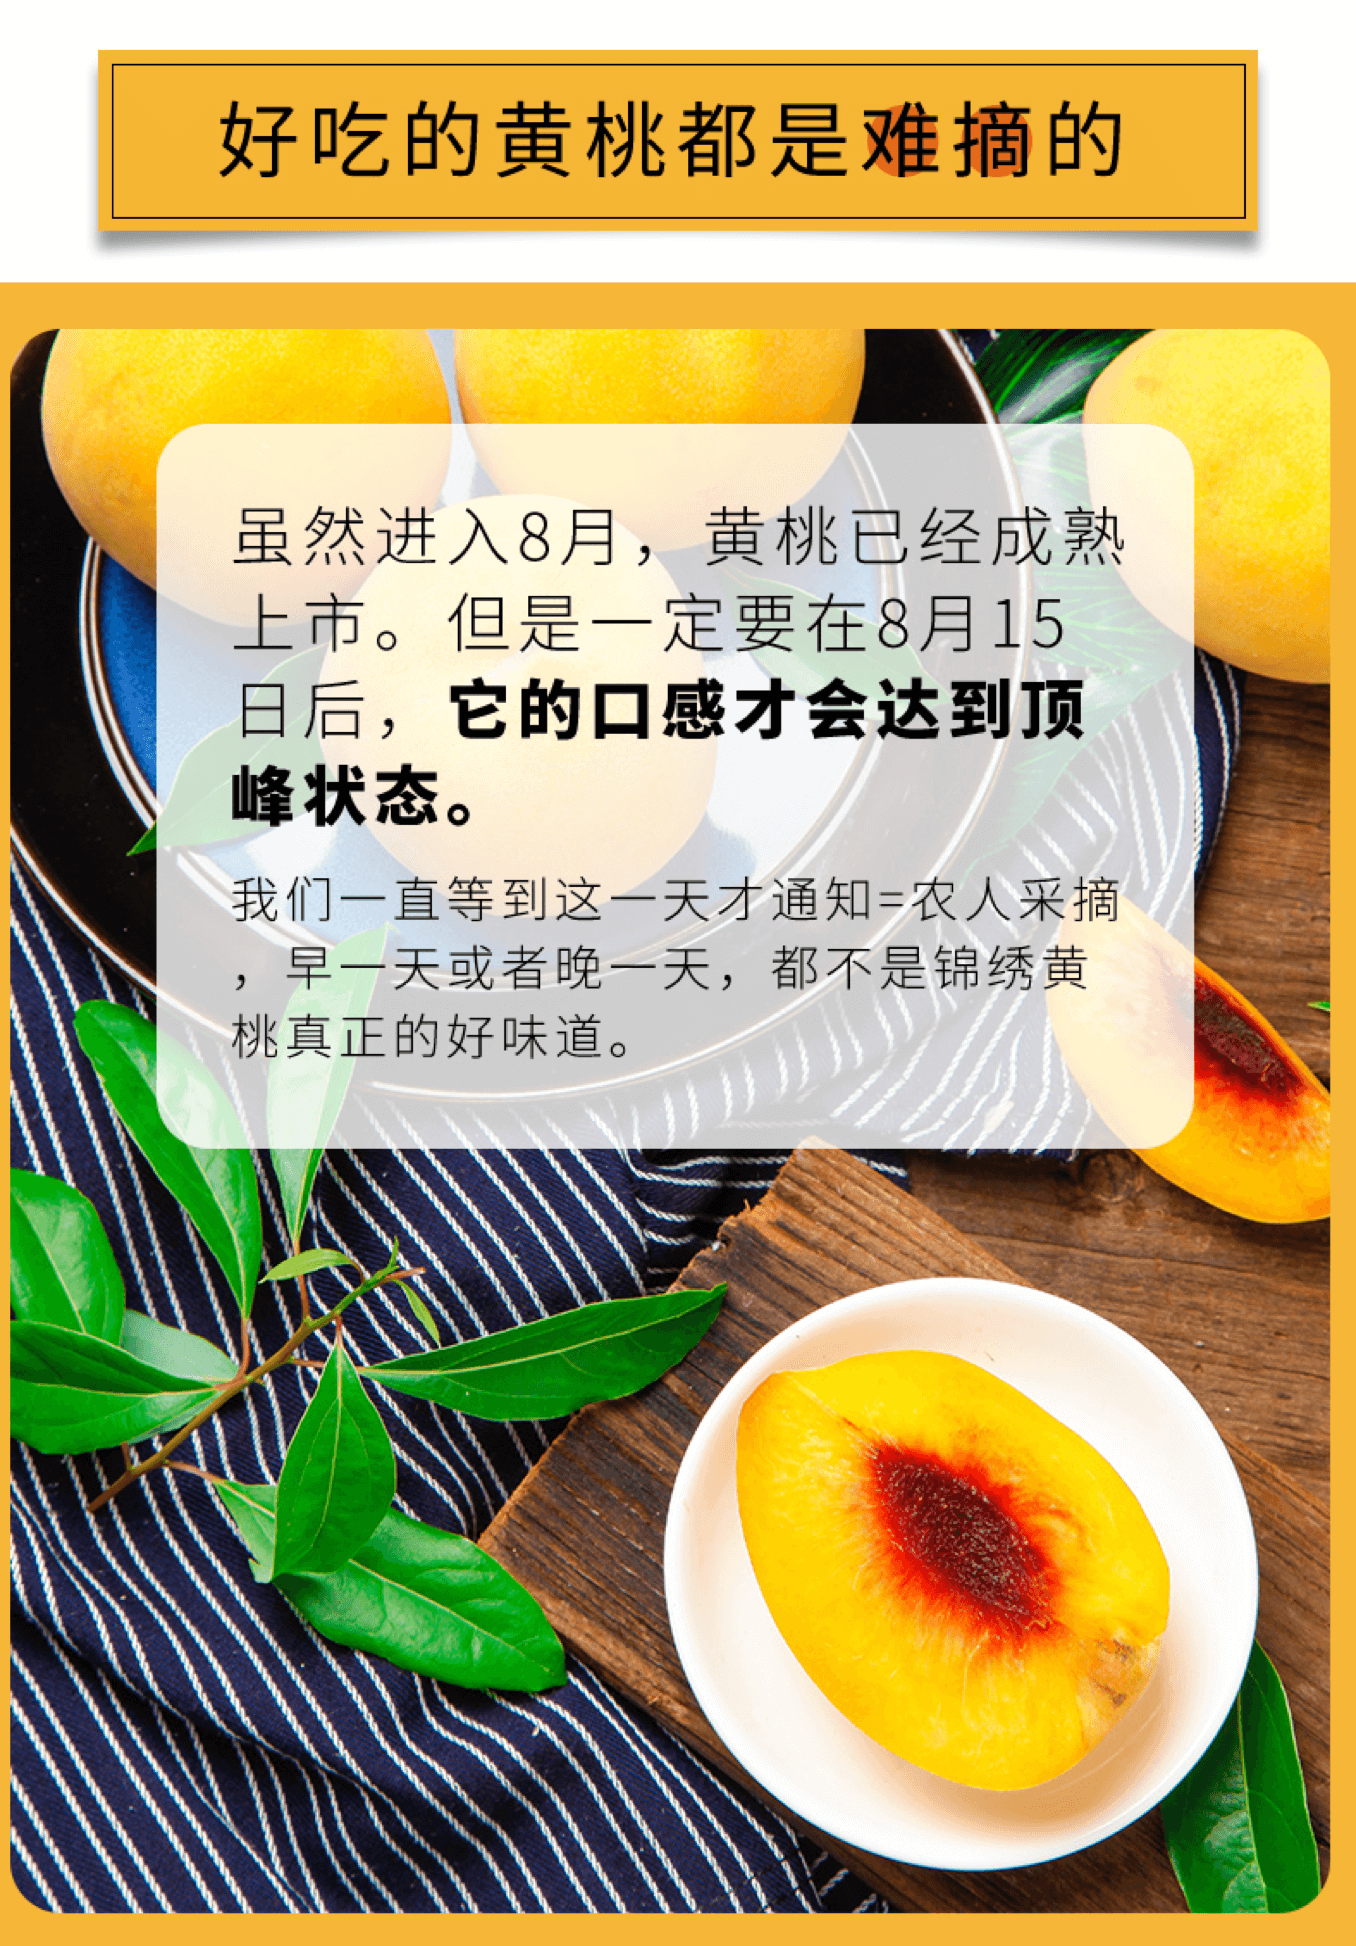 好吃的黄桃都是难摘的
虽然进入8月，黄桃已经成熟
上市。但是一定要在8月15
日后，它的口感才会达到顶
峰状态。
我们一直等到这一天才通知=农人采摘
，早一天或者晚一天，都不是锦绣黄
桃真正的好味道。